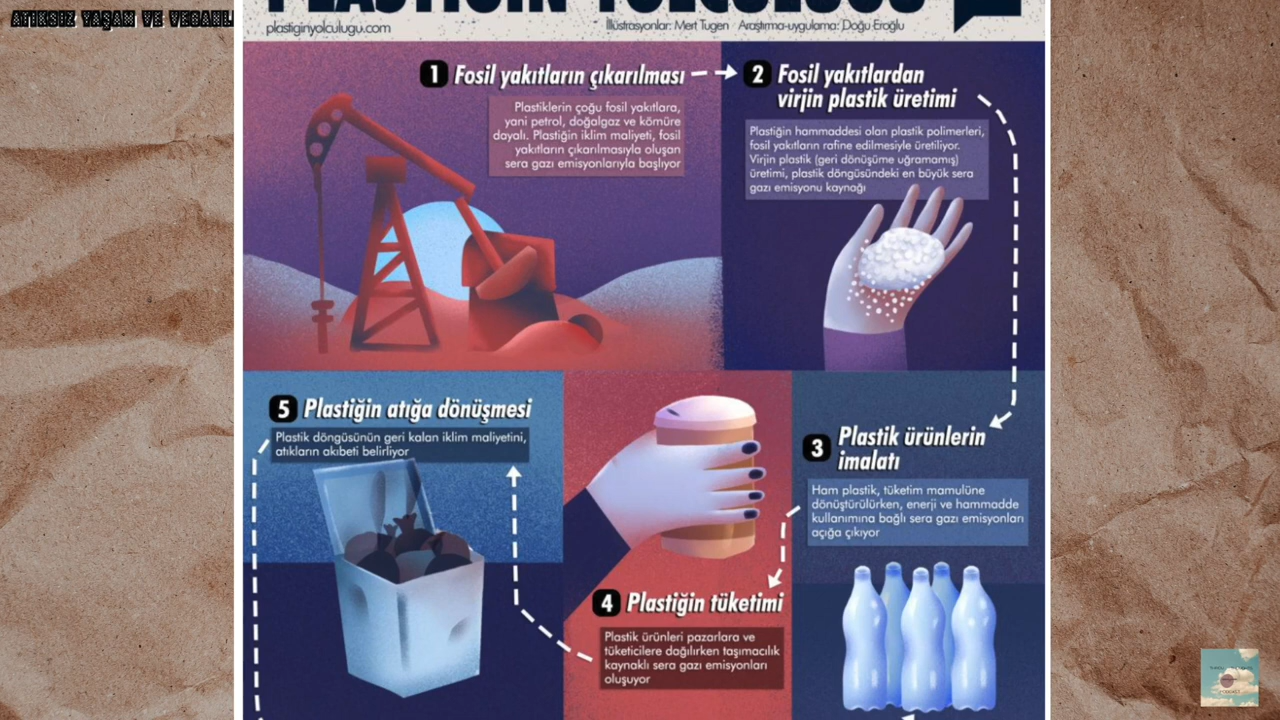 ATIKSIZ YAŞAM VE VEGANL
PLASTİĞİN YOLCULUĞU
plastiginyolculugu.com
İllüstrasyonlar: Mert Tugen Araştırma-uygulama: Doğu Eroğlu
1 Fosil yakıtların çıkarılması
Plastiklerin çoğu fosil yakıtlara,
yani petrol, doğalgaz ve kömüre
dayalı. Plastiğin iklim maliyeti, fosil
yakıtların çıkarılmasıyla oluşan
sera gazı emisyonlarıyla başlıyor
2 Fosil yakıtlardan
virjin plastik üretimi
Plastiğin hammaddesi olan plastik polimerleri,
fosil yakıtların rafine edilmesiyle üretiliyor.
Virjin plastik (geri dönüşüme uğramamış)
üretimi, plastik döngüsündeki en büyük sera
gazı emisyonu kaynağı
3 Plastik ürünlerin
imalatı
Ham plastik, tüketim mamulüne
dönüştürülürken, enerji ve hammadde
kullanımına bağlı sera gazı emisyonları
açığa çıkıyor
4 Plastiğin tüketimi
Plastik ürünleri pazarlara ve
tüketicilere dağılırken taşımacılık
kaynaklı sera gazı emisyonları
oluşuyor
5 Plastiğin atığa dönüşmesi
Plastik döngüsünün geri kalan iklim maliyetini,
atıkların akıbeti belirliyor